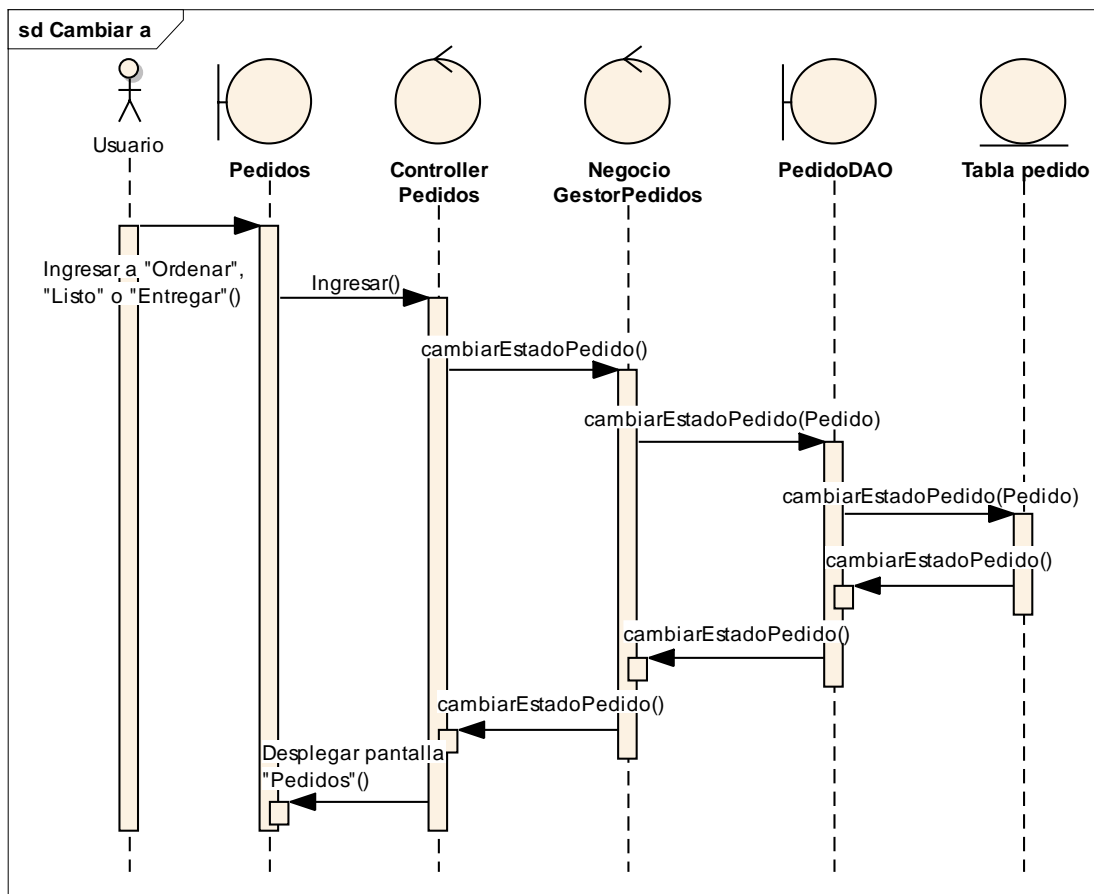 sd Cambiar a
Usuario
Pedidos
Controller
Pedidos
Negocio
GestorPedidos
PedidoDAO
Tabla pedido
Ingresar a "Ordenar",
"Listo" o "Entregar"()
Ingresar()
cambiarEstadoPedido()
cambiarEstadoPedido(Pedido)
cambiarEstadoPedido(Pedido)
cambiarEstadoPedido()
cambiarEstadoPedido()
cambiarEstadoPedido()
Desplegar pantalla
"Pedidos"()